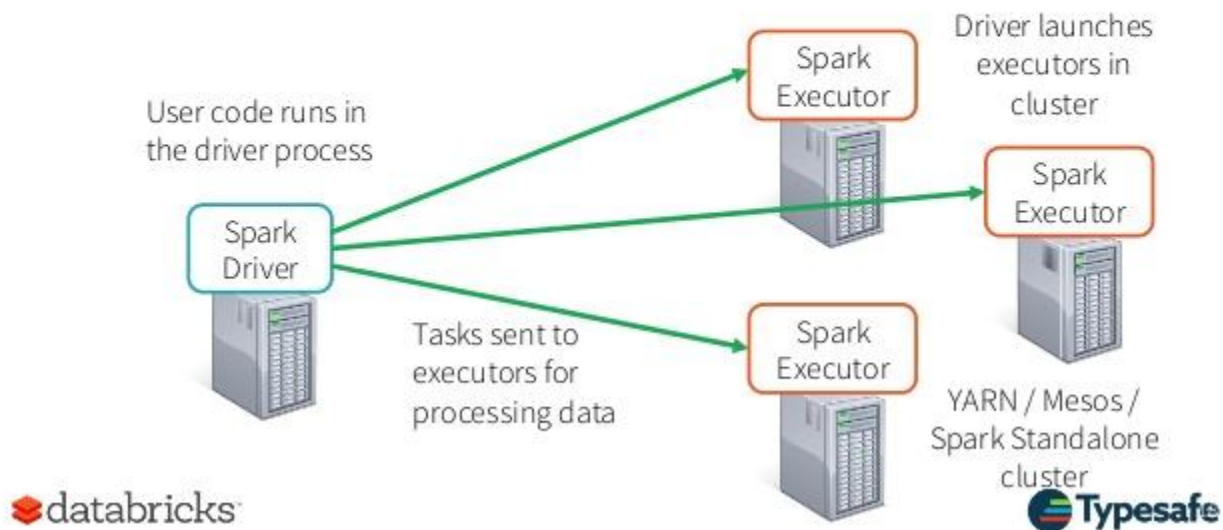 Driver launches
executors in
cluster
Spark
Executor
User code runs in
the driver process
Spark
Executor
Spark
Driver
Tasks sent to
executors for
processing data
Spark
Executor
YARN / Mesos /
Spark Standalone
cluster
databricks
Typesafe